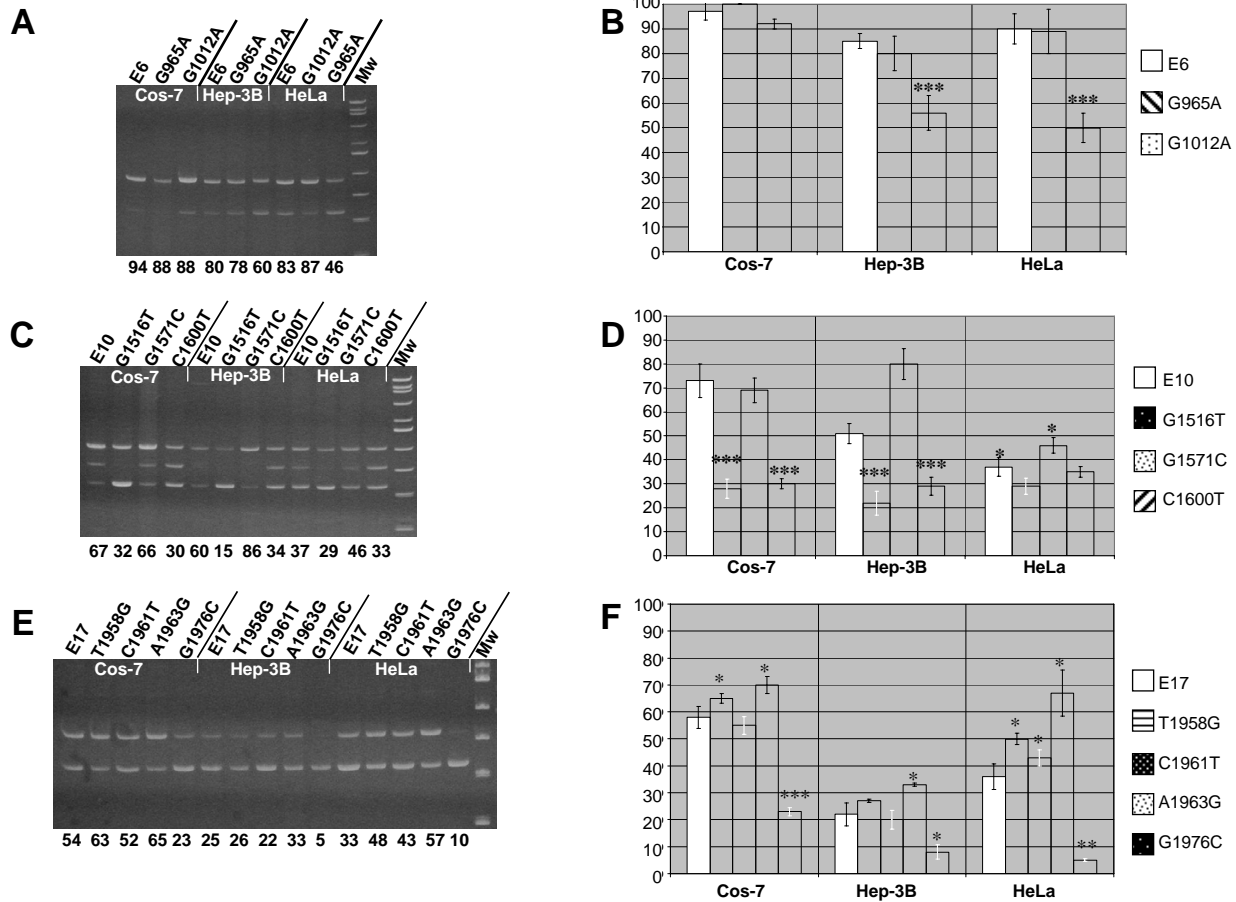 A
E6 G965A G1012A E6 G965A G1012A E6 G1012A G965A Mw
Cos-7 Hep-3B HeLa
94 88 88 80 78 60 83 87 46
B
100
90
80
70
60
50
40
30
20
10
0
***
***
Cos-7 Hep-3B HeLa
E6
G965A
G1012A
C
E10 G1516T G1571C C1600T E10 G1516T G1571C C1600T E10 G1516T G1571C C1600T Mw
Cos-7 Hep-3B HeLa
67 32 66 30 60 15 86 34 37 29 46 33
D
100
90
80
70
60
50
40
30
20
10
0
*** *** *** *** * *
Cos-7 Hep-3B HeLa
E10
G1516T
G1571C
C1600T
E
E17 T1958G C1961T A1963G G1976C E17 T1958G C1961T A1963G G1976C E17 T1958G C1961T A1963G G1976C Mw
Cos-7 Hep-3B HeLa
54 63 52 65 23 25 26 22 33 5 33 48 43 57 10
F
100
90
80
70
60
50
40
30
20
10
0
* * *** * * * * * **
Cos-7 Hep-3B HeLa
E17
T1958G
C1961T
A1963G
G1976C